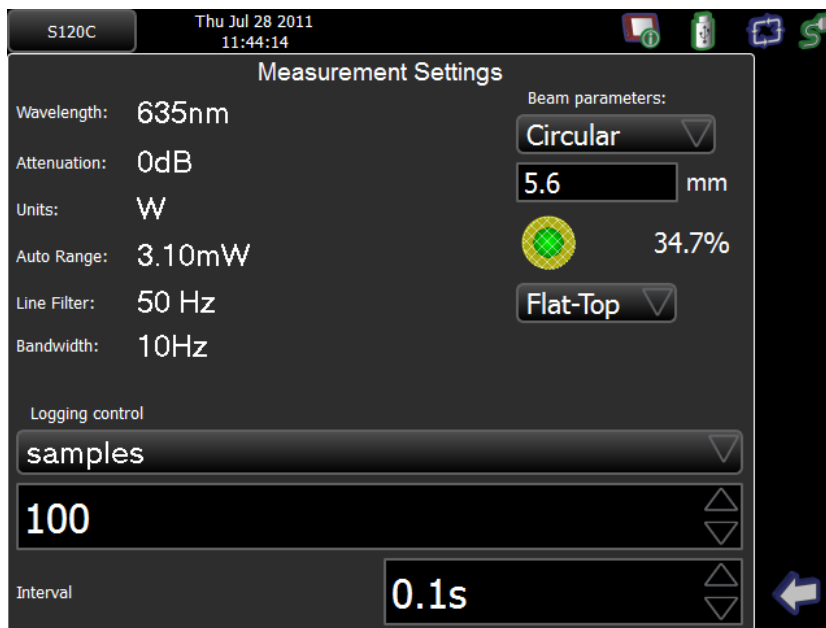 S120C
Thu Jul 28 2011
11:44:14
Measurement Settings
Wavelength: 635nm
Attenuation: 0dB
Units: W
Auto Range: 3.10mW
Line Filter: 50 Hz
Bandwidth: 10Hz
Beam parameters:
Circular
5.6 mm
34.7%
Flat-Top
Logging control
samples
100
Interval 0.1s